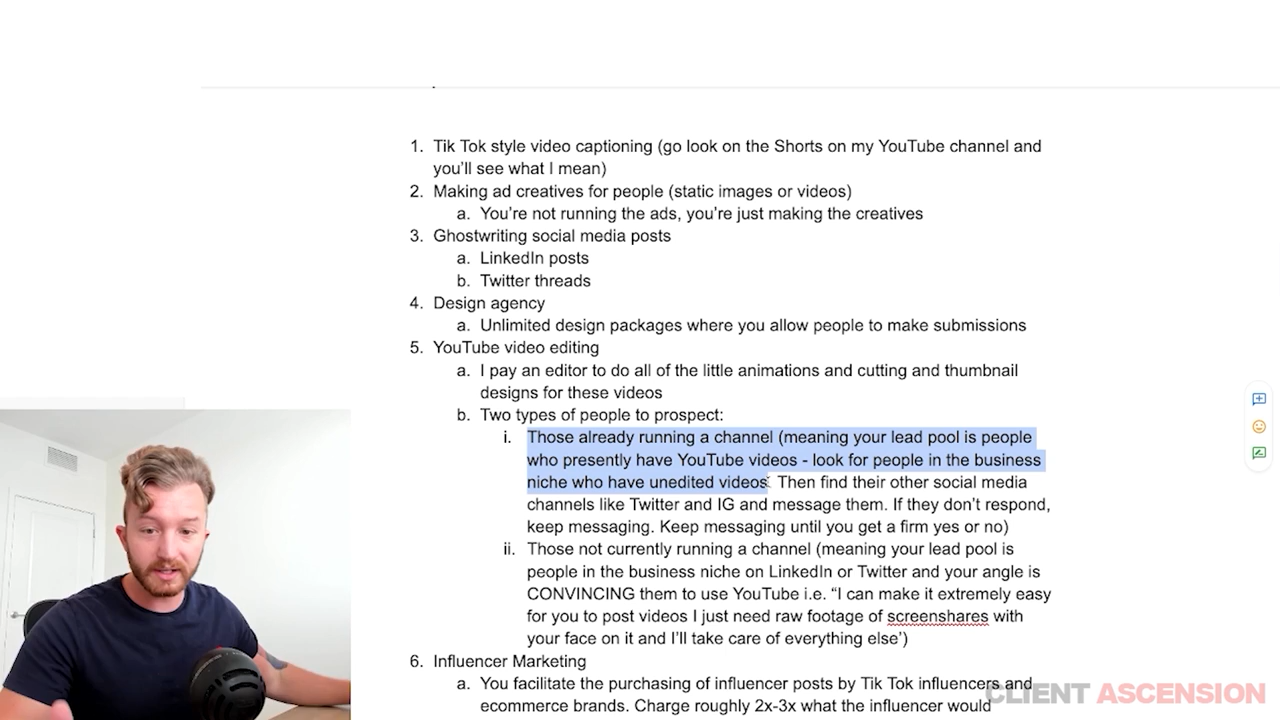 1. Tik Tok style video captioning (go look on the Shorts on my YouTube channel and
you'll see what I mean)
2. Making ad creatives for people (static images or videos)
a. You're not running the ads, you're just making the creatives
3. Ghostwriting social media posts
a. LinkedIn posts
b. Twitter threads
4. Design agency
a. Unlimited design packages where you allow people to make submissions
5. YouTube video editing
a. I pay an editor to do all of the little animations and cutting and thumbnail
designs for these videos
b. Two types of people to prospect:
i. Those already running a channel (meaning your lead pool is people
who presently have YouTube videos - look for people in the business
niche who have unedited videos. Then find their other social media
channels like Twitter and IG and message them. If they don't respond,
keep messaging. Keep messaging until you get a firm yes or no)
ii. Those not currently running a channel (meaning your lead pool is
people in the business niche on LinkedIn or Twitter and your angle is
CONVINCING them to use YouTube i.e. “I can make it extremely easy
for you to post videos I just need raw footage of screenshares with
your face on it and I'll take care of everything else')
6. Influencer Marketing
a. You facilitate the purchasing of influencer posts by Tik Tok influencers and
ecommerce brands. Charge roughly 2x-3x what the influencer would
CLIENT ASCENSION